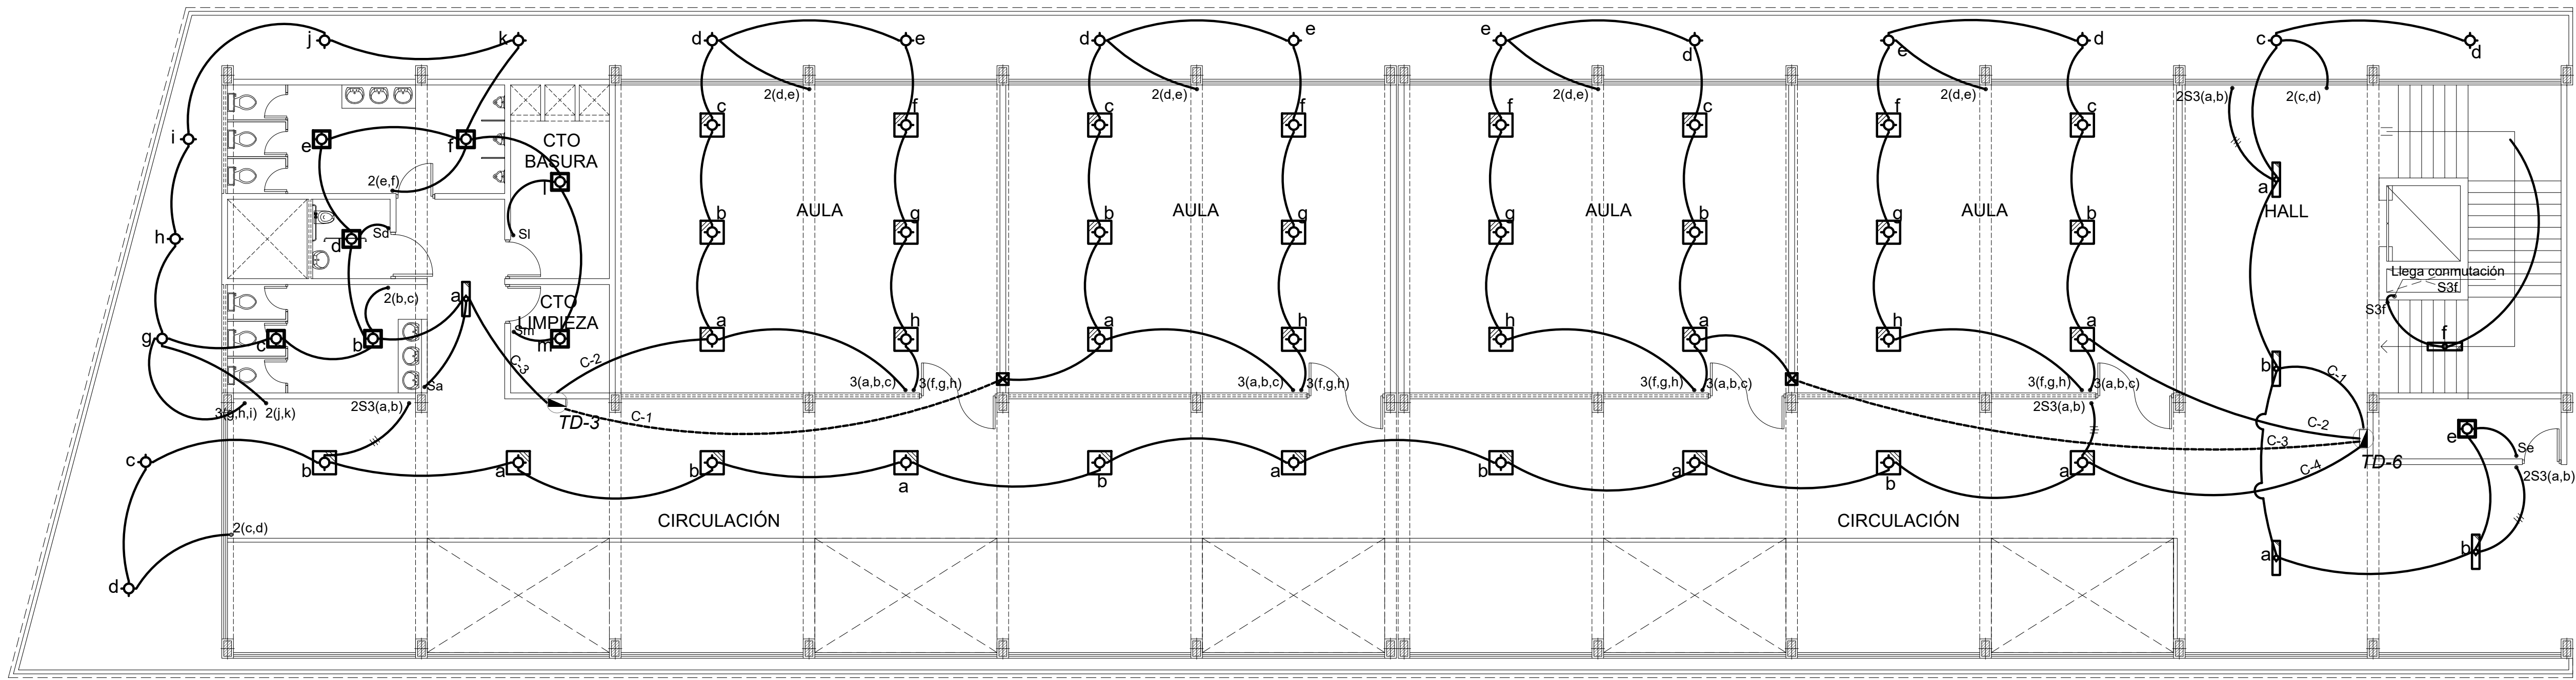 j
k
d
e
d
e
e
d
e
d
c
d
2(d,e)
2(d,e)
2(d,e)
2(d,e)
2S3(a,b)
2(c,d)
c
f
c
f
f
c
f
c
i
e
f
CTO
BASURA
2(e,f)
l
a
HALL
b
g
b
g
g
b
g
b
AULA
AULA
AULA
AULA
h
d
Sd
Sl
a
2(b,c)
CTO
LIMPIEZA
Sm
m
g
c
b
Llega conmutación
S3f
S3f
f
a
h
a
h
h
a
h
a
b
C-1
C-3
C-2
Sa
3(a,b,c)
3(f,g,h)
3(a,b,c)
3(f,g,h)
3(f,g,h)
3(a,b,c)
3(f,g,h)
3(a,b,c)
3(g,h,i)
2(j,k)
2S3(a,b)
2S3(a,b)
TD-3
C-1
C-2
C-3
C-4
TD-6
e
Se
2S3(a,b)
c
b
a
b
a
b
a
b
a
b
a
CIRCULACIÓN
CIRCULACIÓN
2(c,d)
d
a
b